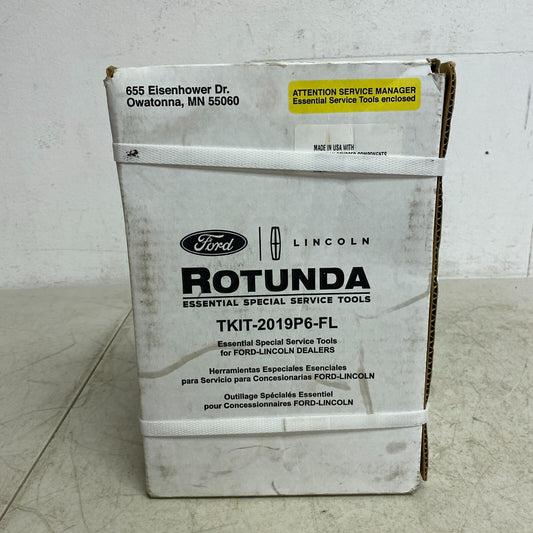 655 Eisenhower Dr.
Owatonna, MN 55060
ATTENTION SERVICE MANAGER
Essential Service Tools enclosed
MADE IN USA WITH
COMPONENTS
Ford
LINCOLN
ROTUNDA
ESSENTIAL SPECIAL SERVICE TOOLS
TKIT-2019P6-FL
Essential Special Service Tools
for FORD-LINCOLN DEALERS
Herramientas Especiales Esenciales
para Servicio para Concesionarias FORD-LINCOLN
Outillage Spécialés Essentiel
pour Concessionnaires FORD-LINCOLN